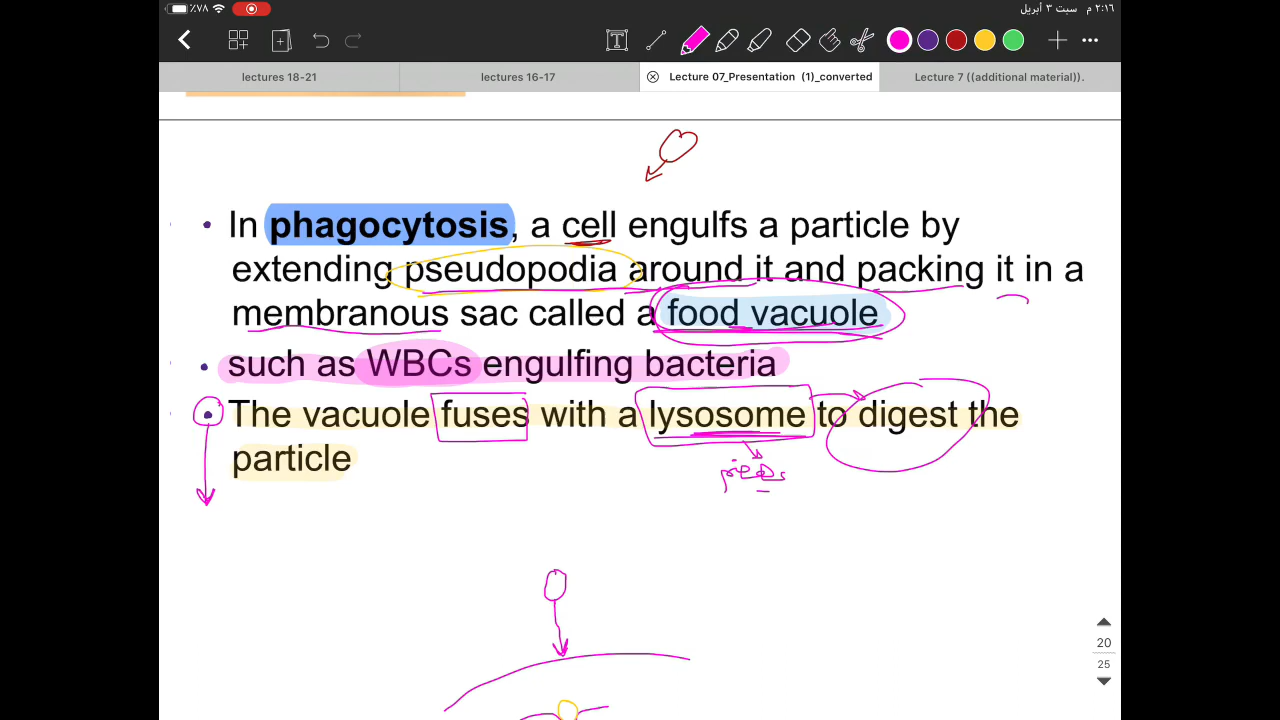 ٪٧٨
٢:١٦ م سبت ٣ أبريل
lectures 18-21
lectures 16-17
Lecture 07_Presentation (1)_converted
Lecture 7 ((additional material)).
• In phagocytosis, a cell engulfs a particle by
extending pseudopodia around it and packing it in a
membranous sac called a food vacuole
• such as WBCs engulfing bacteria
• The vacuole fuses with a lysosome to digest the
particle
20
25